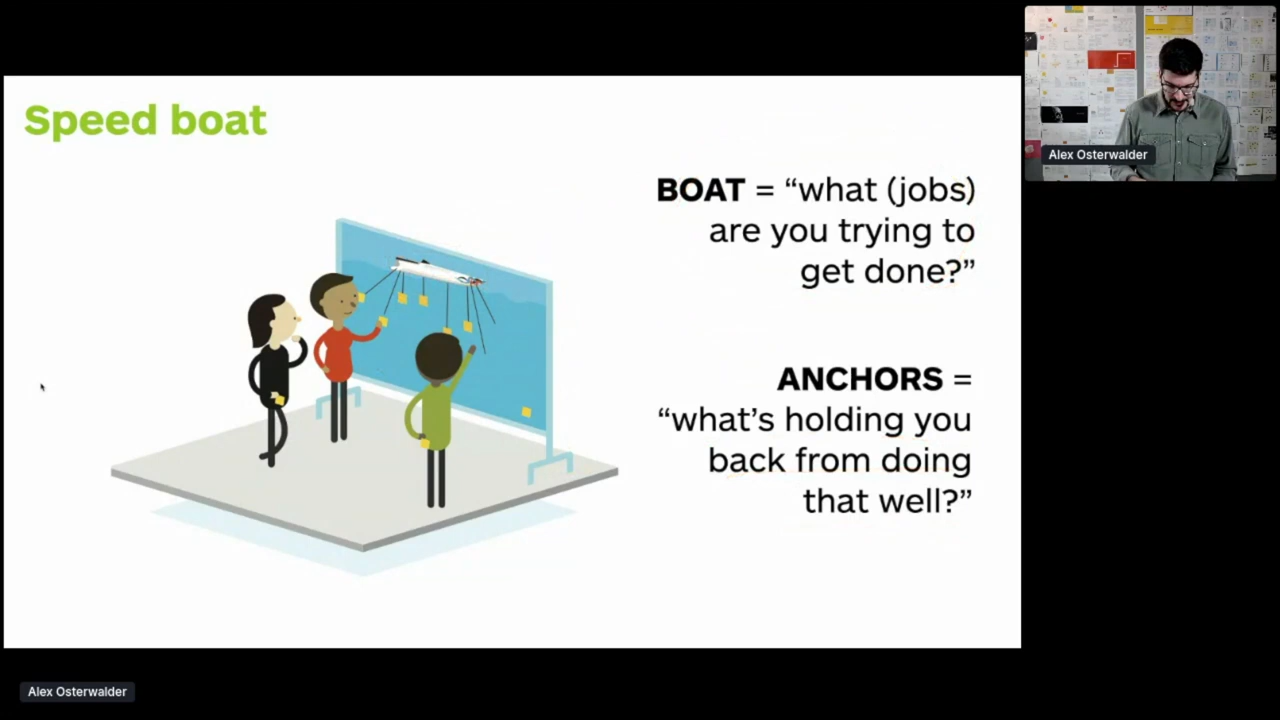 Speed boat
BOAT = “what (jobs)
are you trying to
get done?”
ANCHORS =
“what’s holding you
back from doing
that well?”
Alex Osterwalder
Alex Osterwalder